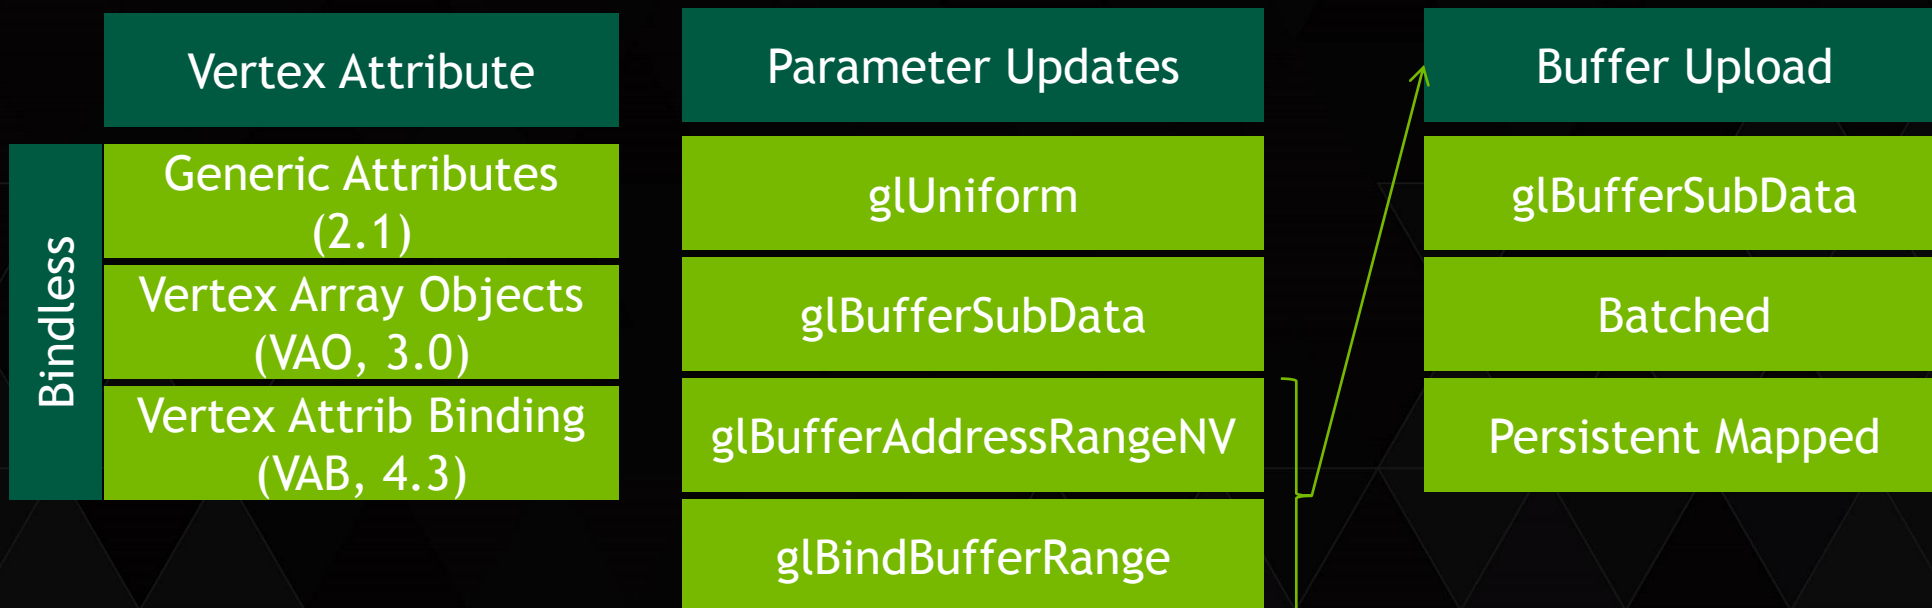 Vertex Attribute
Bindless
Generic Attributes
(2.1)
Vertex Array Objects
(VAO, 3.0)
Vertex Attrib Binding
(VAB, 4.3)
Parameter Updates
glUniform
glBufferSubData
glBufferAddressRangeNV
glBindBufferRange
Buffer Upload
glBufferSubData
Batched
Persistent Mapped